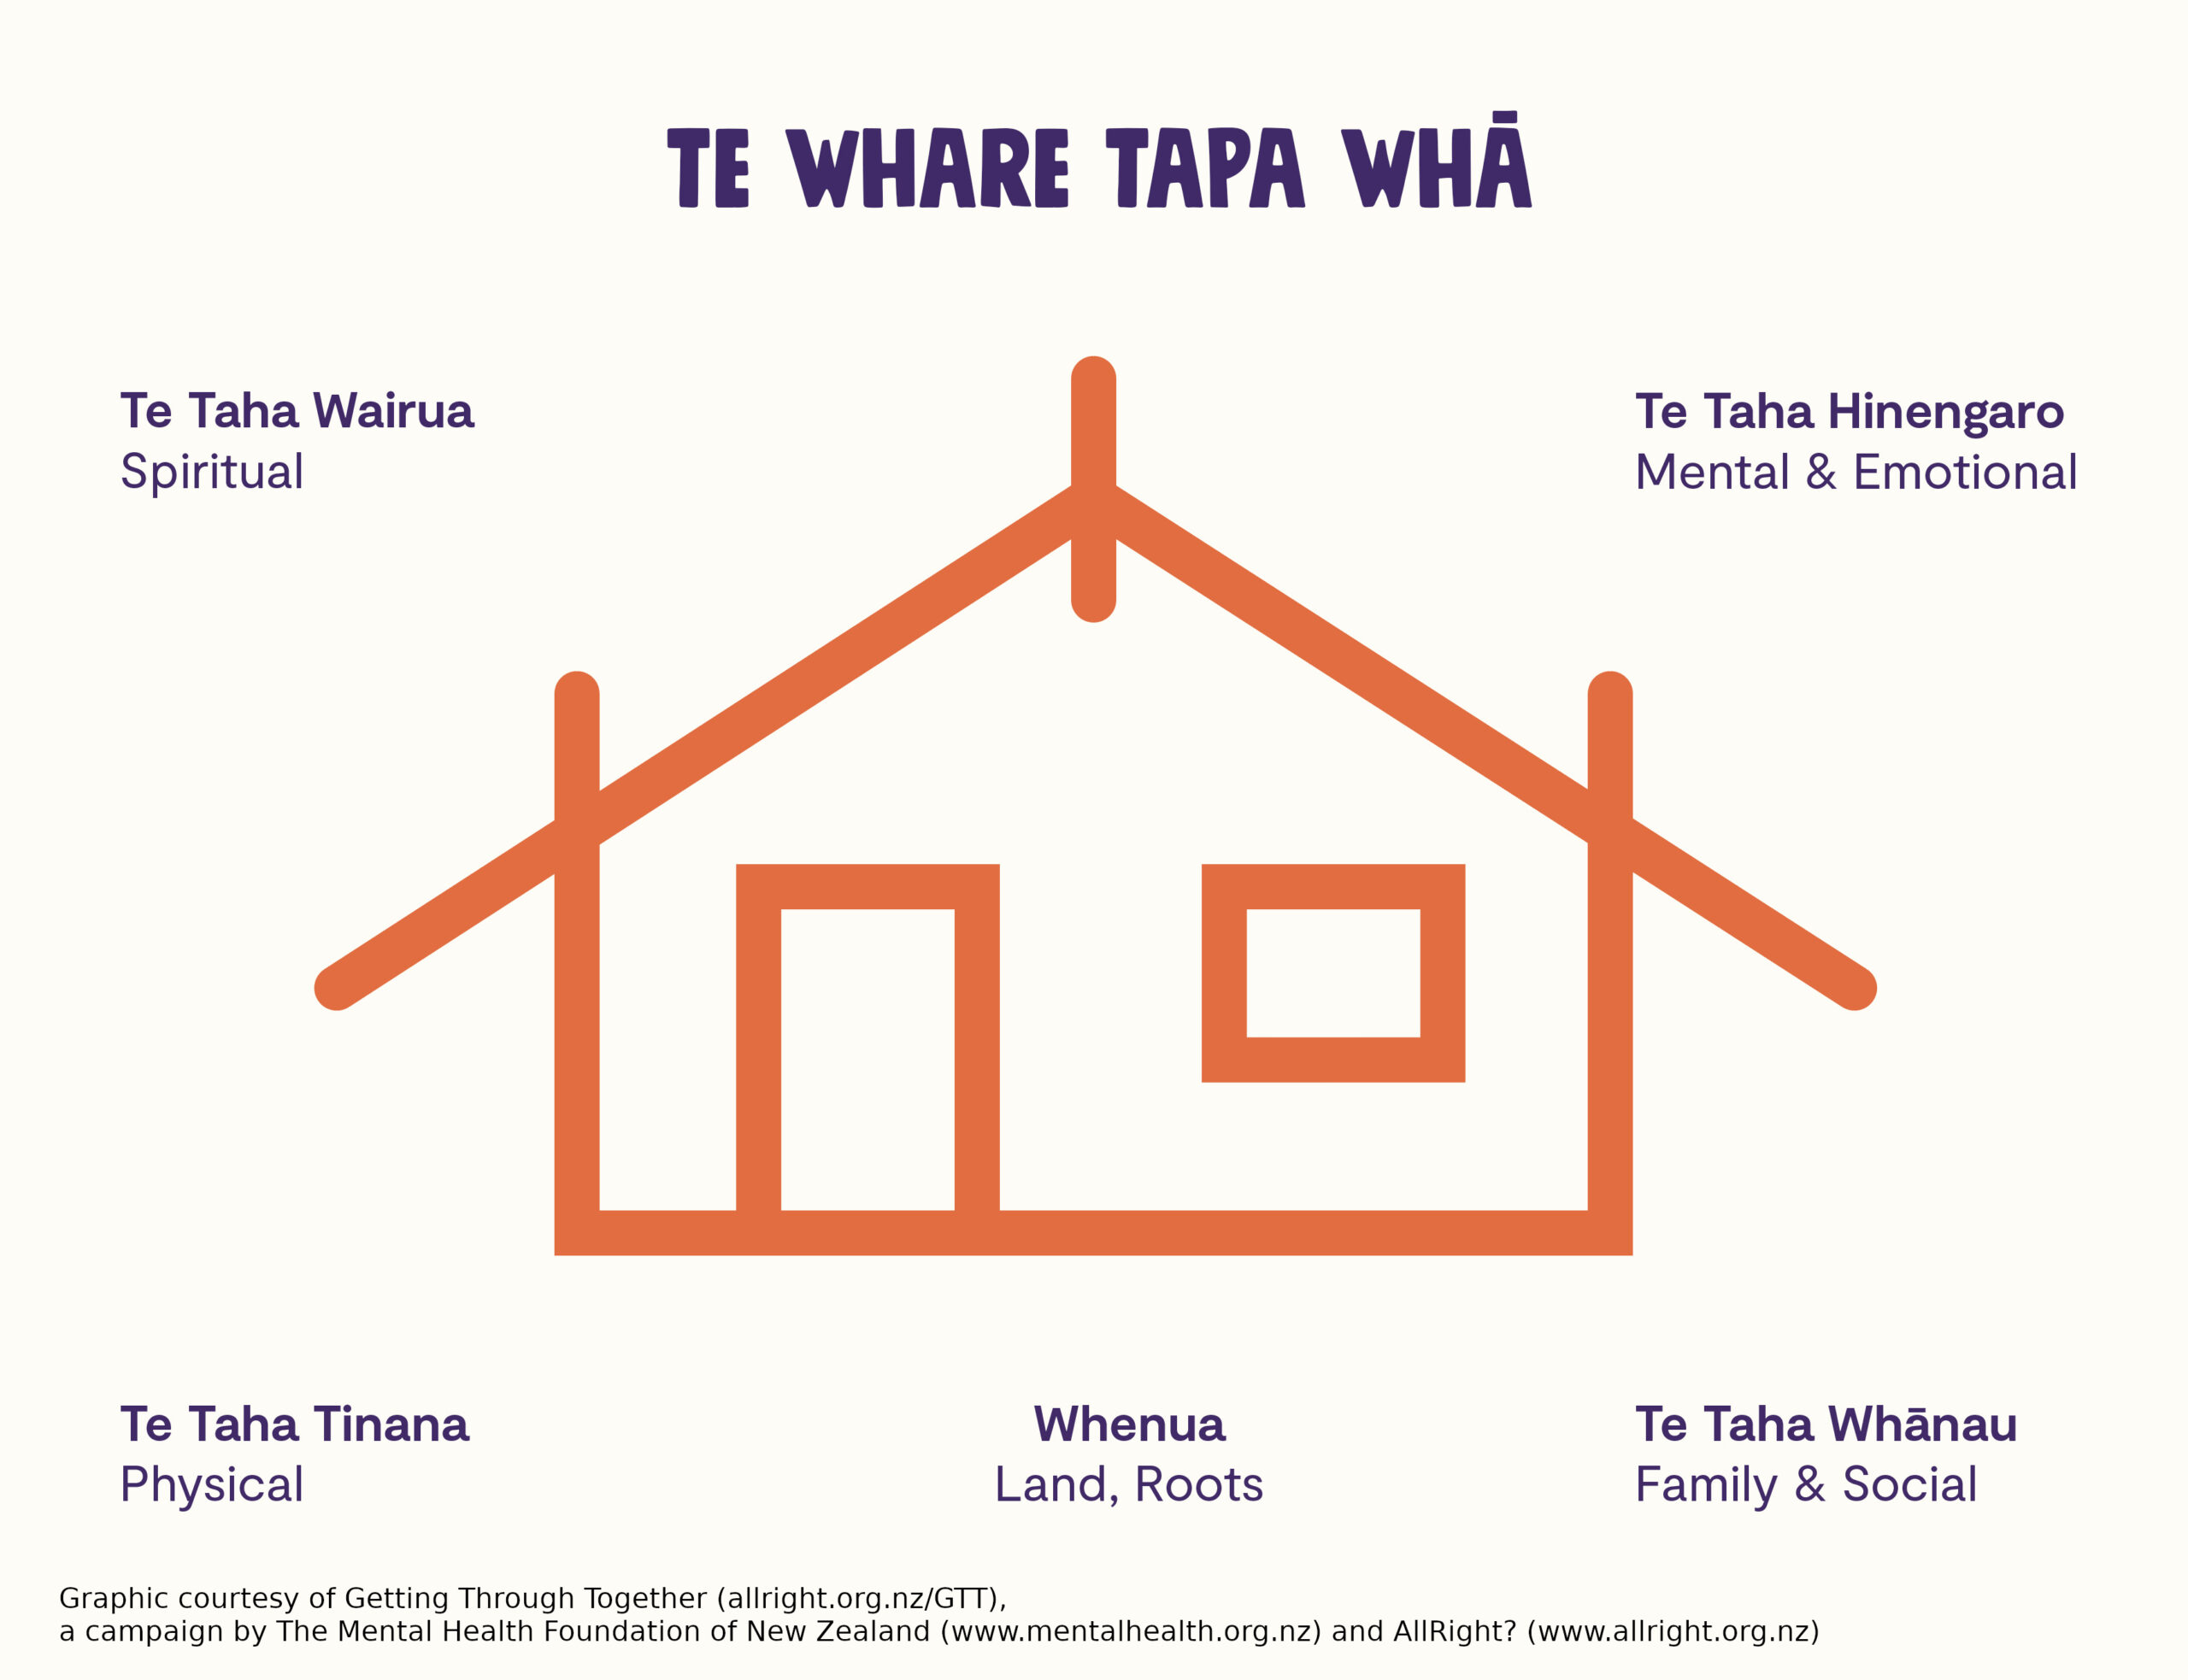 TE WHARE TAPA WHĀ
Te Taha Wairua
Spiritual
Te Taha Hinengaro
Mental & Emotional
Te Taha Tinana
Physical
Whenua
Land, Roots
Te Taha Whānau
Family & Social
Graphic courtesy of Getting Through Together (allright.org.nz/GTT),
a campaign by The Mental Health Foundation of New Zealand (www.mentalhealth.org.nz) and AllRight? (www.allright.org.nz)